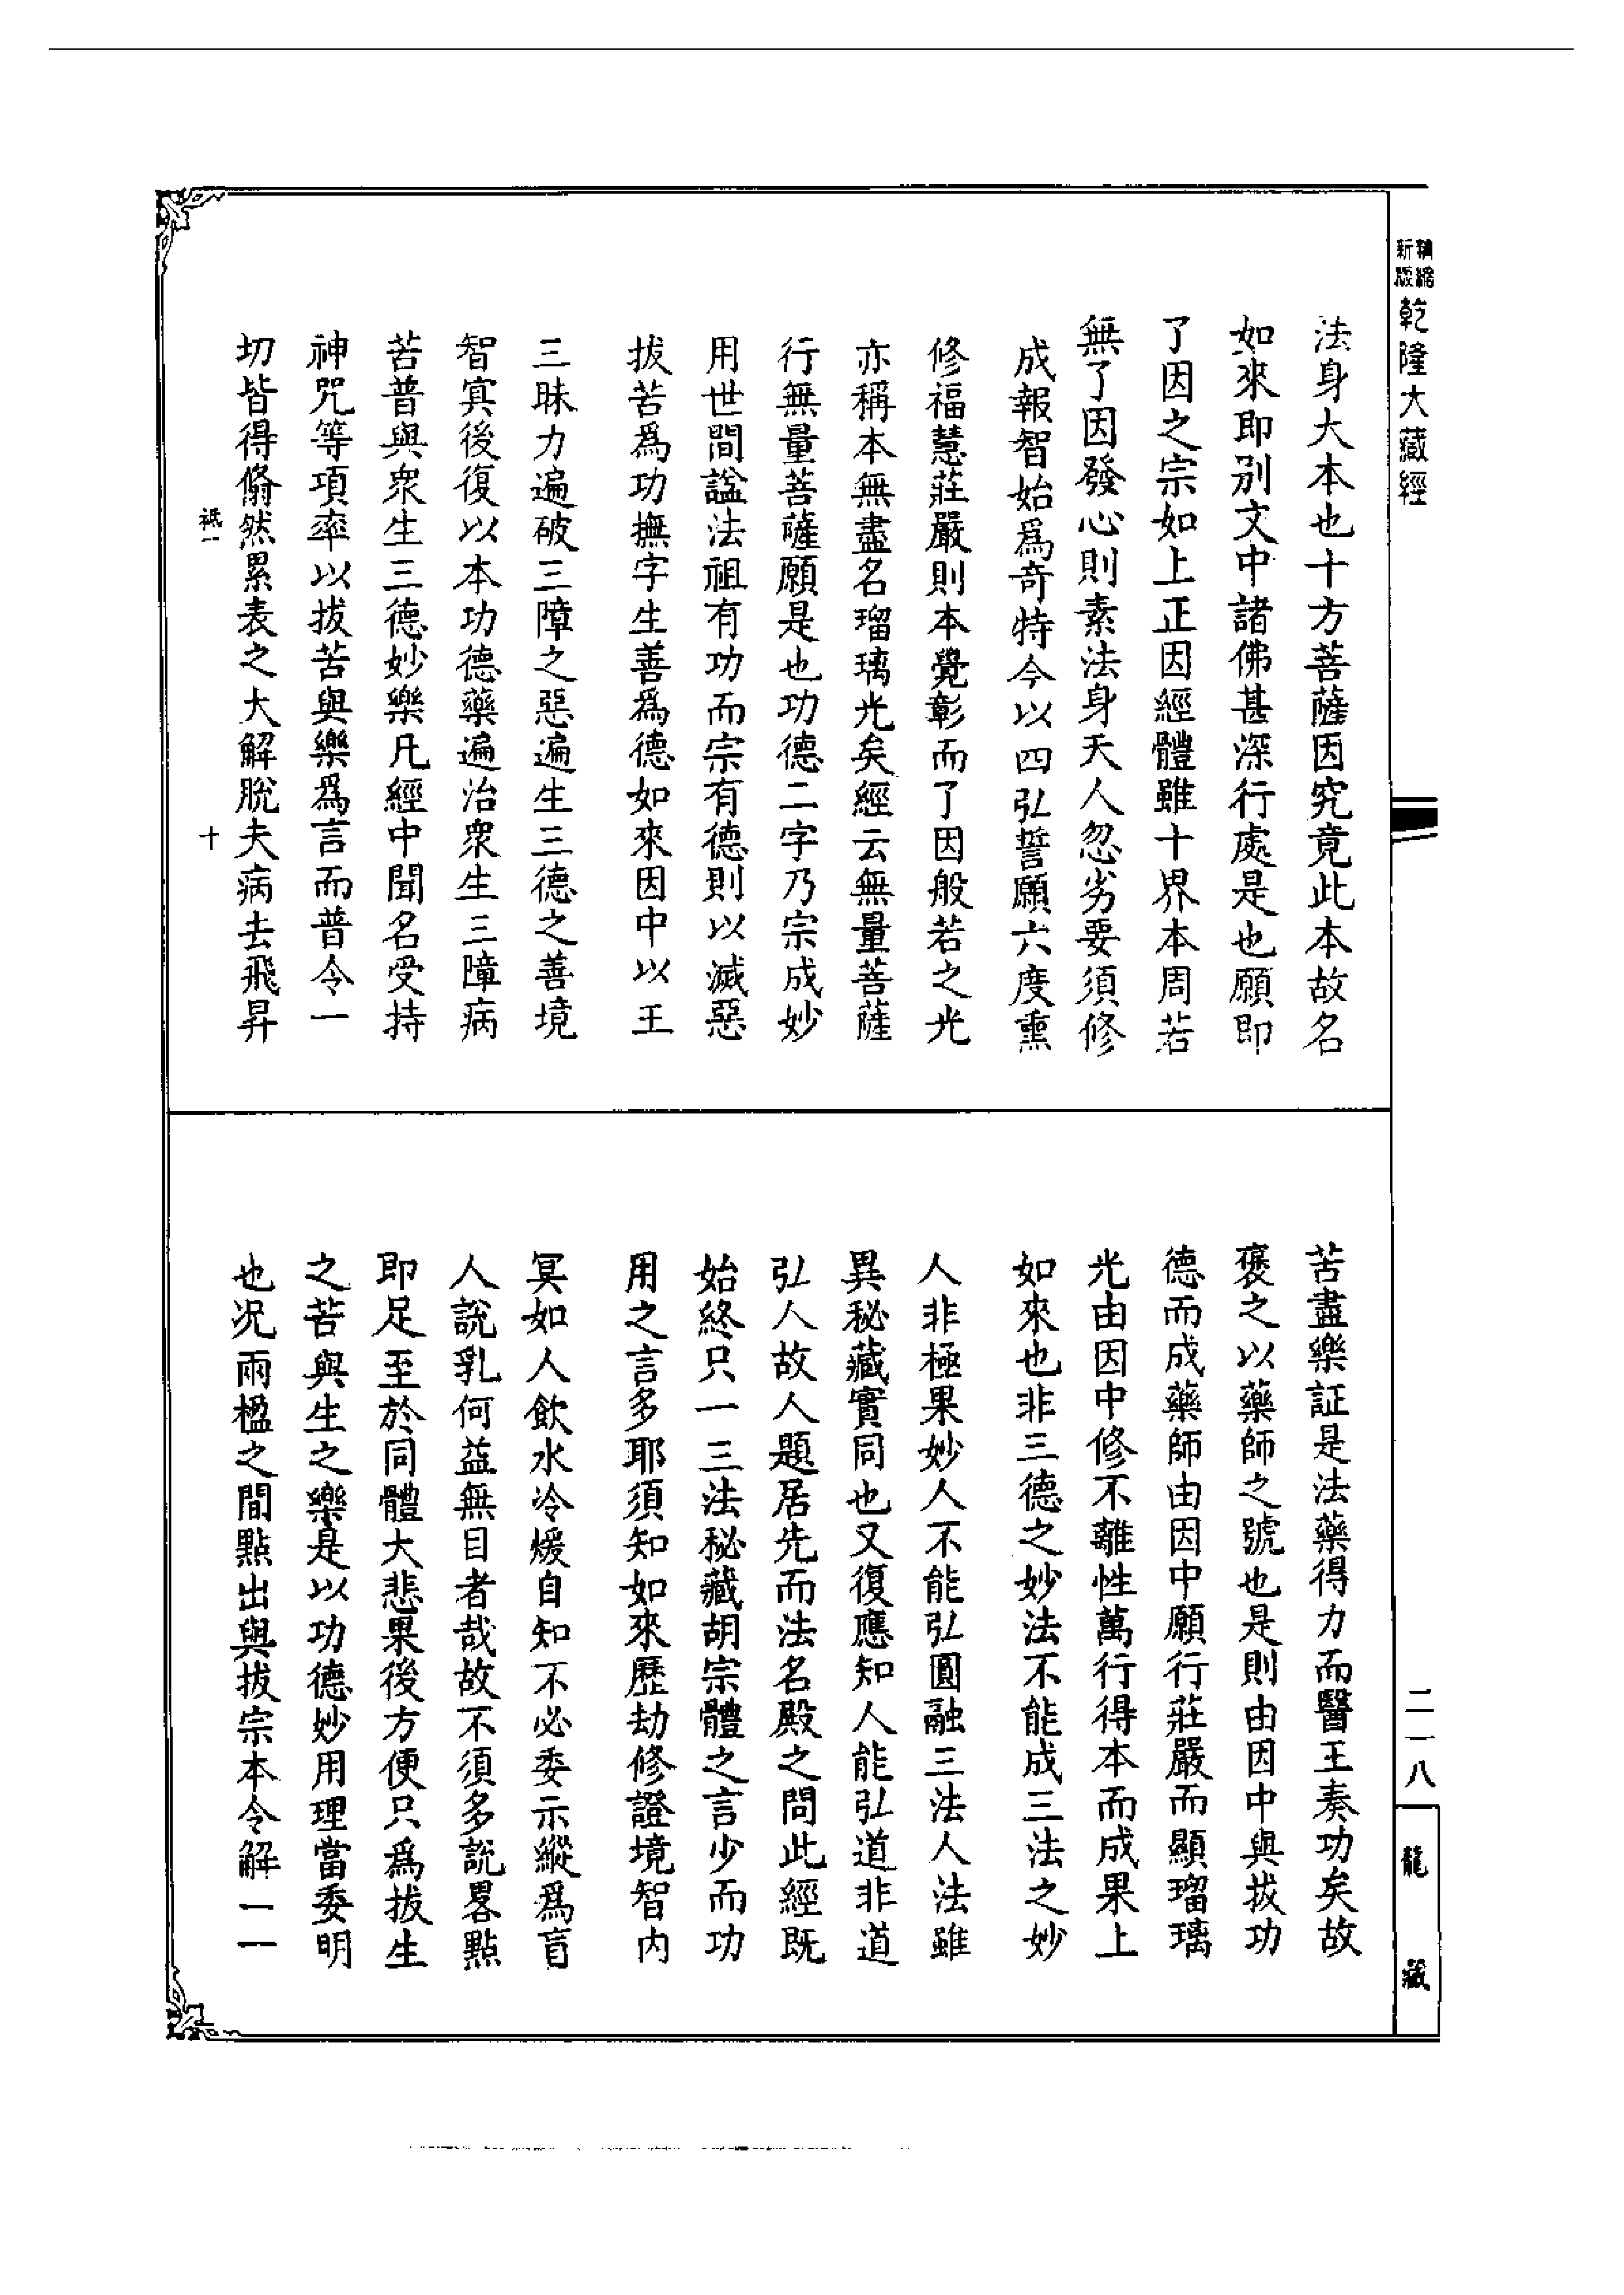 精縮
新版
乾隆大藏經
法身大本也十方菩薩因究竟此本故名
如來即別文中諸佛甚深行處是也願即
了因之宗如上正因經體雖十界本周若
無了因發心則素法身天人忽劣要須修
成報智始爲奇特今以四弘誓願六度熏
修福慧莊嚴則本覺彰而了因般若之光
亦稱本無盡名瑠璃光矣經云無量菩薩
行無量菩薩願是也功德二字乃宗成妙
用世間諡法祖有功而宗有德則以滅惡
拔苦爲功撫字生善爲德如來因中以王
三昧力遍破三障之惡遍生三德之善境
智寘後復以本功德藥遍治衆生三障病
苦普與衆生三德妙樂凡經中聞名受持
神咒等項率以拔苦與樂爲言而普令一
切皆得翛然累表之大解脫夫病去飛昇
十
苦盡樂証是法藥得力而醫王奏功矣故
褒之以藥師之號也是則由因中與拔功
德而成藥師由因中願行莊嚴而顯瑠璃
光由因中修不離性萬行得本而成果上
如來也非三德之妙法不能成三法之妙
人非極果妙人不能弘圓融三法人法雖
異秘藏實同也又復應知人能弘道非道
弘人故人題居先而法名殿之問此經既
始終只一三法秘藏胡宗體之言少而功
用之言多耶須知如來歷劫修證境智内
冥如人飲水冷煖自知不必委示縱爲盲
人說乳何益無目者哉故不須多說畧點
即足至於同體大悲果後方便只爲拔生
之苦與生之樂是以功德妙用理當委明
也况兩楹之間點出與拔宗本令解一一
二一八
龍藏